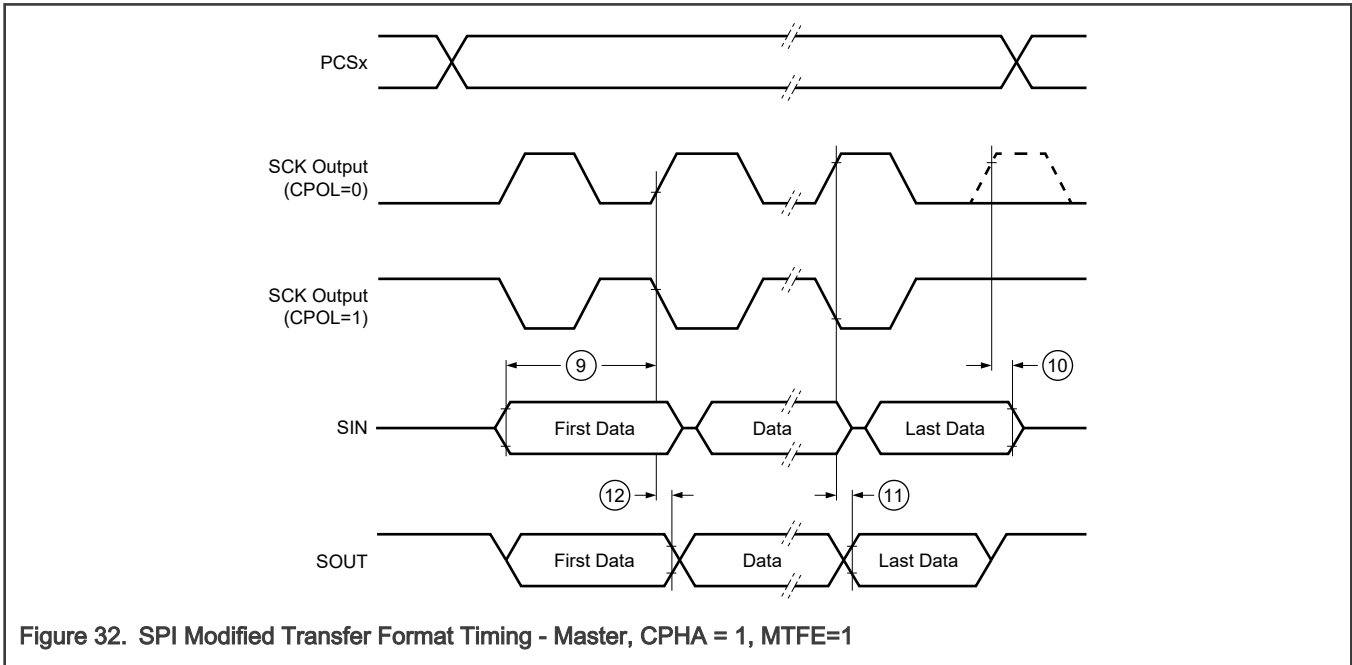 PCSx
SCK Output
(CPOL=0)
SCK Output
(CPOL=1)
9
10
SIN
First Data
Data
Last Data
12
11
SOUT
First Data
Data
Last Data
Figure 32. SPI Modified Transfer Format Timing - Master, CPHA = 1, MTFE=1